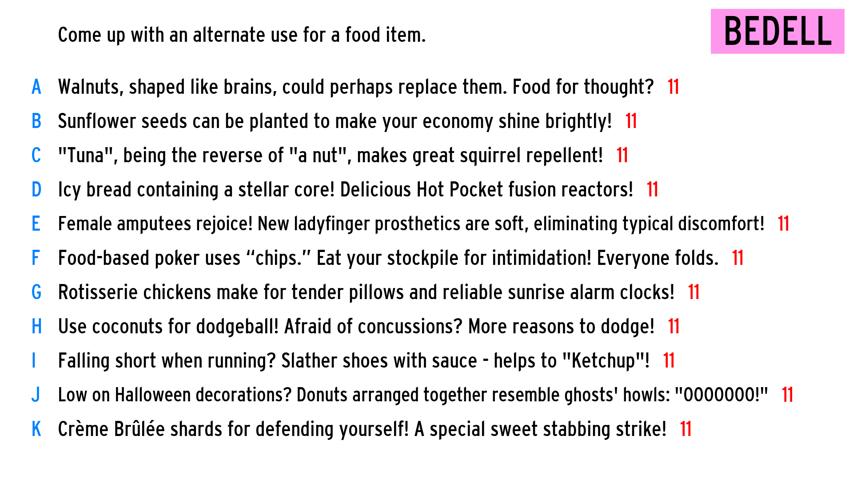 Come up with an alternate use for a food item.
BEDELL
A Walnuts, shaped like brains, could perhaps replace them. Food for thought? 11
B Sunflower seeds can be planted to make your economy shine brightly! 11
C "Tuna", being the reverse of "a nut", makes great squirrel repellent! 11
D Icy bread containing a stellar core! Delicious Hot Pocket fusion reactors! 11
E Female amputees rejoice! New ladyfinger prosthetics are soft, eliminating typical discomfort! 11
F Food-based poker uses “chips.” Eat your stockpile for intimidation! Everyone folds. 11
G Rotisserie chickens make for tender pillows and reliable sunrise alarm clocks! 11
H Use coconuts for dodgeball! Afraid of concussions? More reasons to dodge! 11
I Falling short when running? Slather shoes with sauce - helps to "Ketchup"! 11
J Low on Halloween decorations? Donuts arranged together resemble ghosts' howls: "OOOOOOO!" 11
K Crème Brûlée shards for defending yourself! A special sweet stabbing strike! 11